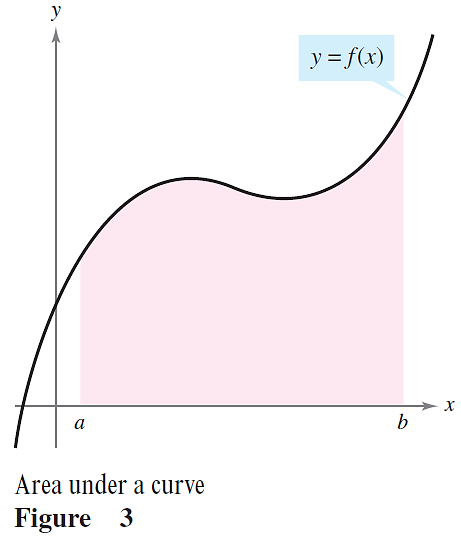 y
y = f(x)
x
a
b
Area under a curve
Figure 3